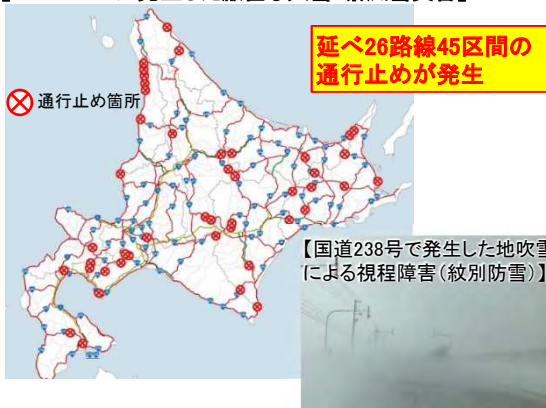 延べ26路線45区間の
通行止めが発生
通行止め箇所
【国道238号で発生した地吹雪
による視程障害(紋別防雪)】